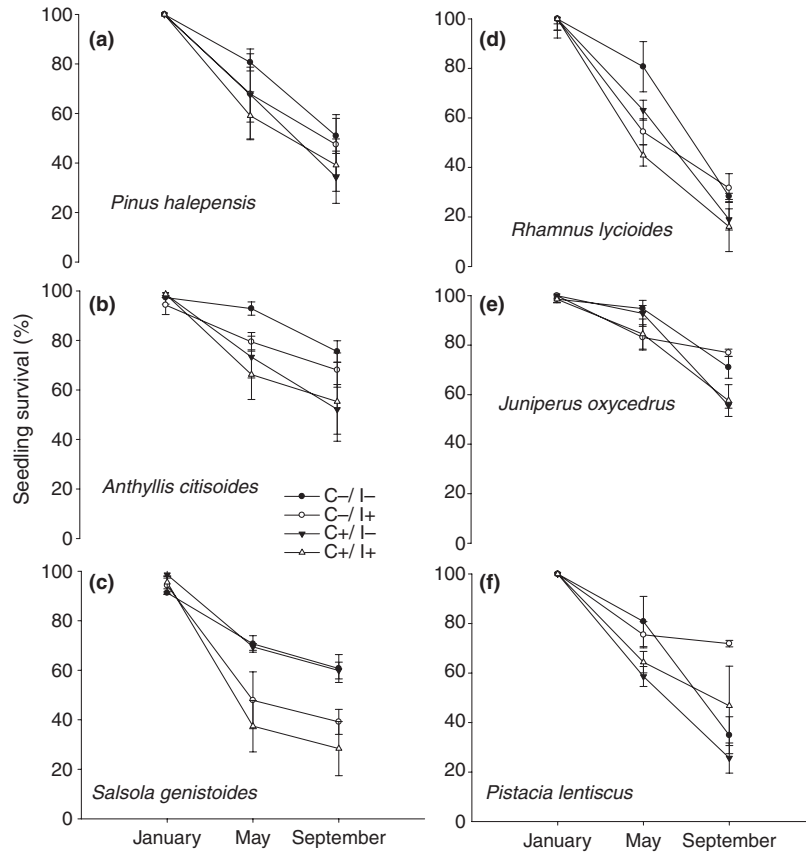 (a)
100
80
60
40
20
0
Pinus halepensis
(b)
100
80
60
40
20
0
Anthyllis citisoides
C–/ I–
C–/ I+
C+/ I–
C+/ I+
(c)
100
80
60
40
20
0
Salsola genistoides
January May September
Seedling survival (%)
(d)
100
80
60
40
20
0
Rhamnus lycioides
(e)
100
80
60
40
20
0
Juniperus oxycedrus
(f)
100
80
60
40
20
0
Pistacia lentiscus
January May September